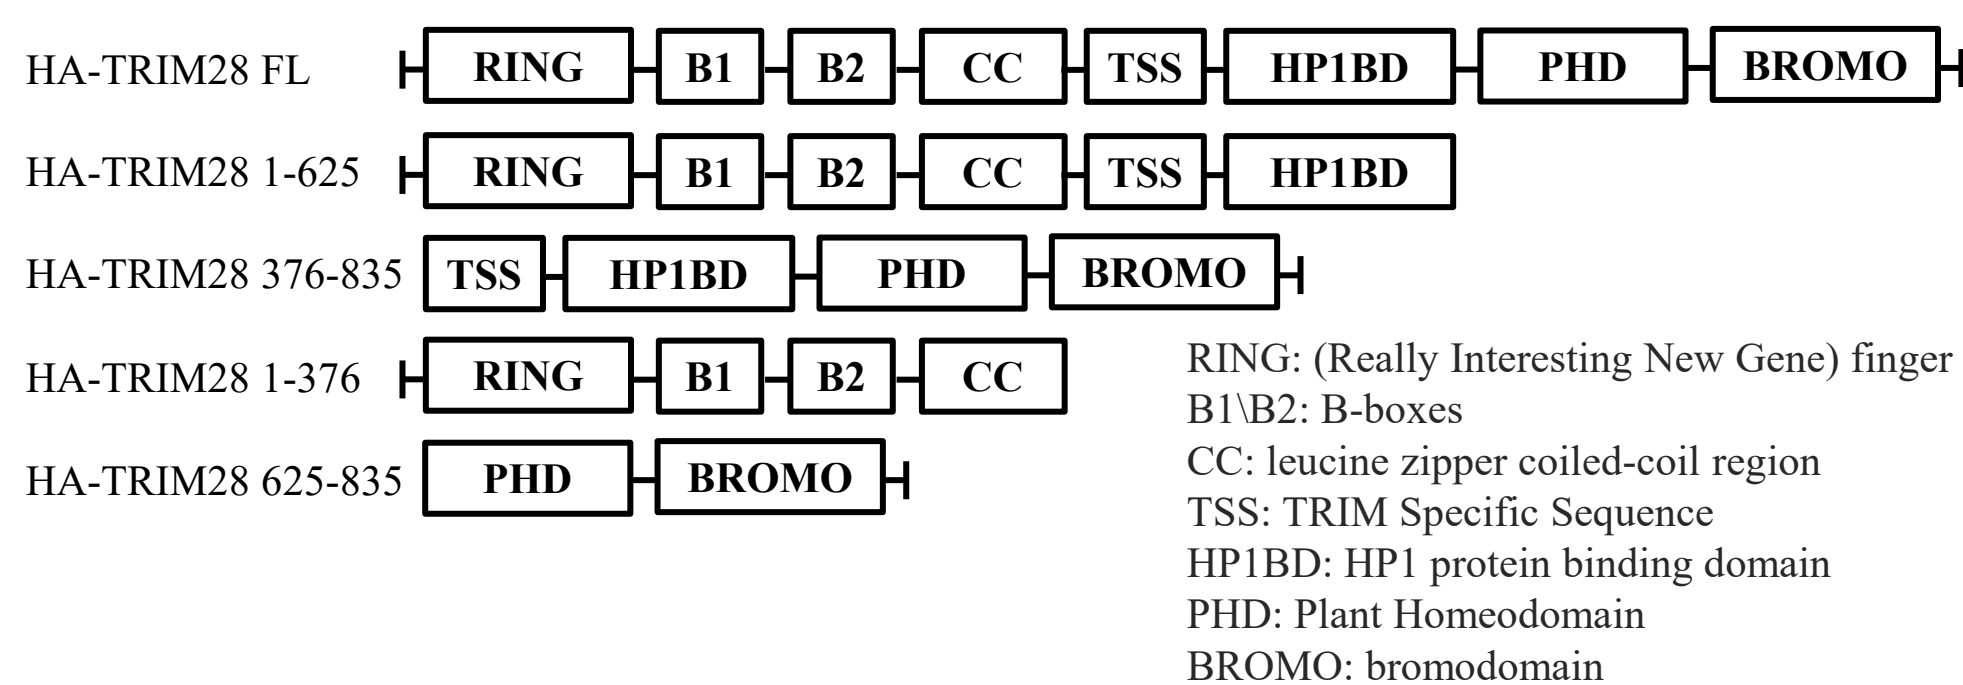 HA-TRIM28 FL RING B1 B2 CC TSS HP1BD PHD BROMO
HA-TRIM28 1-625 RING B1 B2 CC TSS HP1BD
HA-TRIM28 376-835 TSS HP1BD PHD BROMO
HA-TRIM28 1-376 RING B1 B2 CC
HA-TRIM28 625-835 PHD BROMO
RING: (Really Interesting New Gene) finger
B1\B2: B-boxes
CC: leucine zipper coiled-coil region
TSS: TRIM Specific Sequence
HP1BD: HP1 protein binding domain
PHD: Plant Homeodomain
BROMO: bromodomain